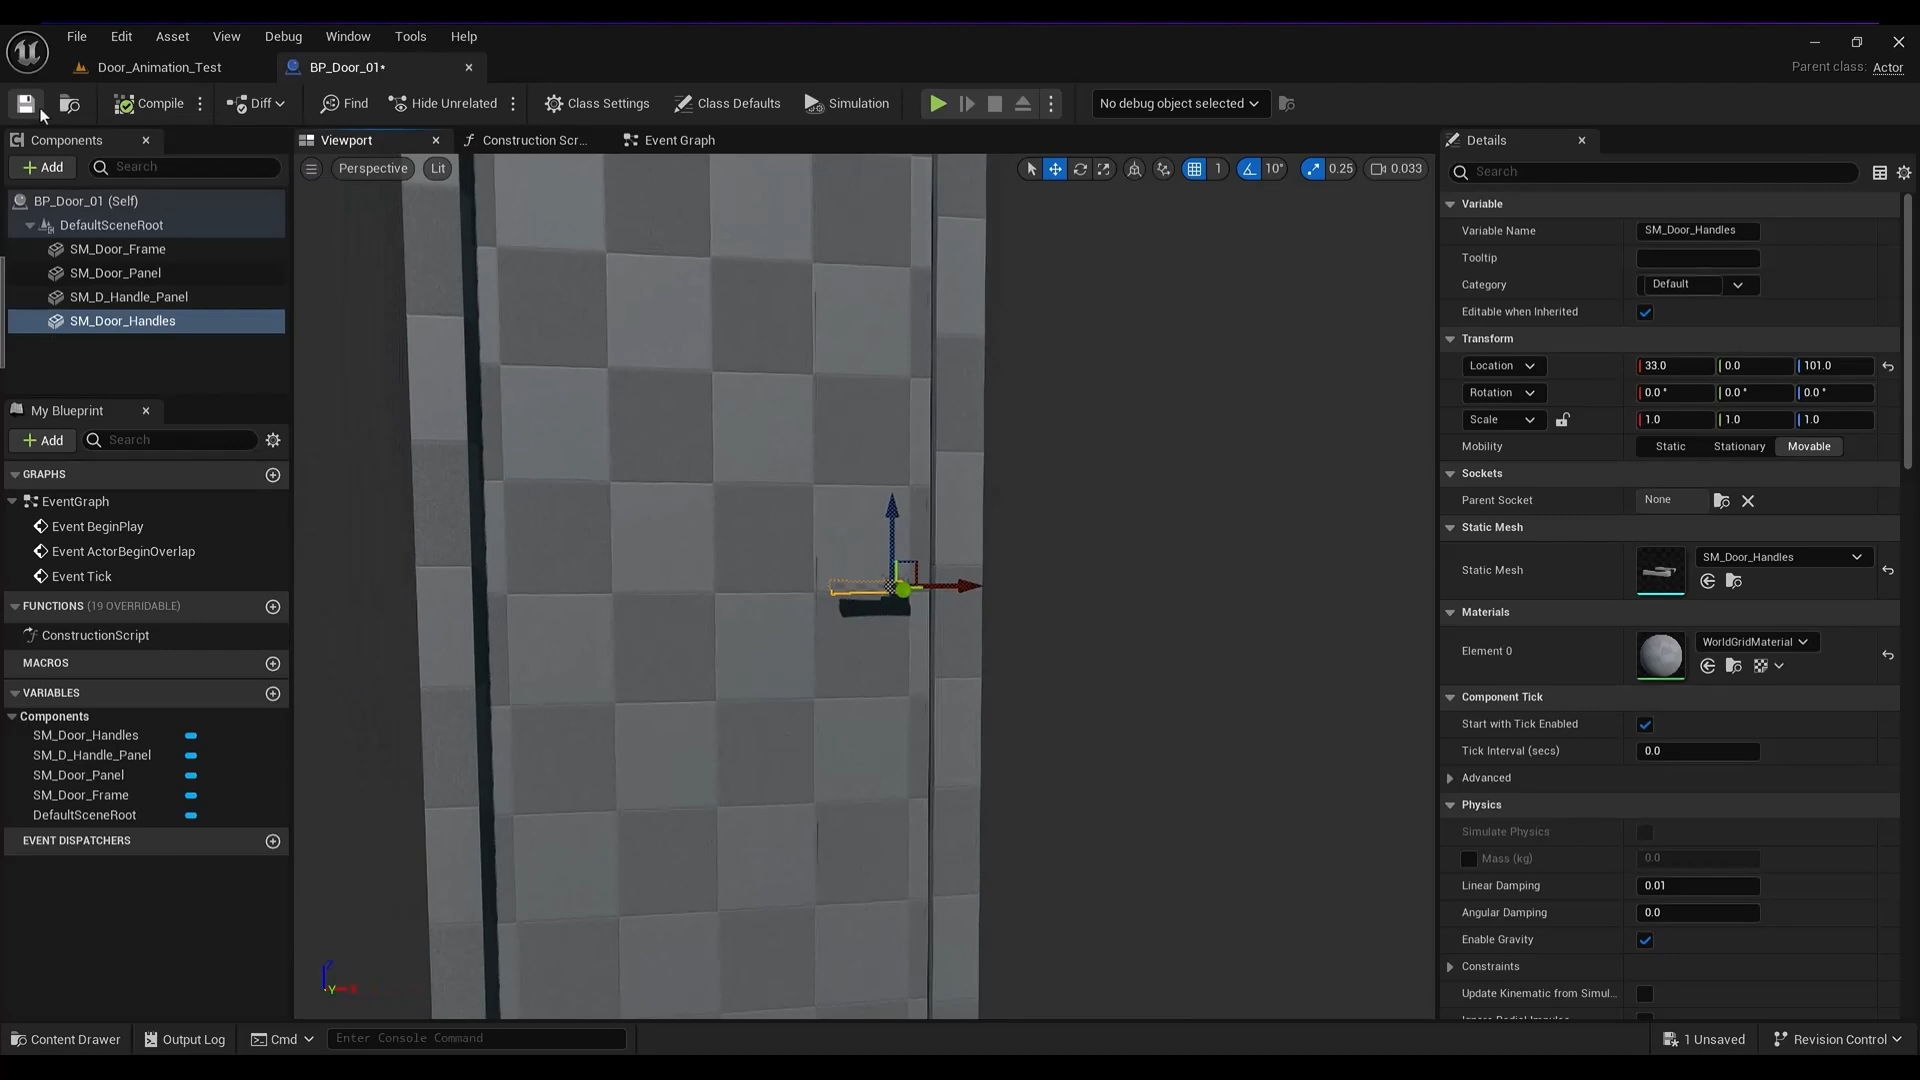 File Edit Asset View Debug Window Tools Help
Door_Animation_Test
BP_Door_01*
Parent class: Actor
Compile
Diff
Find
Hide Unrelated
Class Settings
Class Defaults
Simulation
No debug object selected
Components
Add
Search
BP_Door_01 (Self)
DefaultSceneRoot
SM_Door_Frame
SM_Door_Panel
SM_D_Handle_Panel
SM_Door_Handles
My Blueprint
Add
Search
GRAPHS
EventGraph
Event BeginPlay
Event ActorBeginOverlap
Event Tick
FUNCTIONS (19 OVERRIDABLE)
ConstructionScript
MACROS
VARIABLES
Components
SM_Door_Handles
SM_D_Handle_Panel
SM_Door_Panel
SM_Door_Frame
DefaultSceneRoot
EVENT DISPATCHERS
Viewport
Construction Scr...
Event Graph
Perspective
Lit
1
10°
0.25
0.033
Z
Y X
Details
Search
Variable
Variable Name SM_Door_Handles
Tooltip
Category Default
Editable when Inherited
Transform
Location 33.0 0.0 101.0
Rotation 0.0 ° 0.0 ° 0.0 °
Scale 1.0 1.0 1.0
Mobility Static Stationary Movable
Sockets
Parent Socket None
Static Mesh
Static Mesh SM_Door_Handles
Materials
Element 0 WorldGridMaterial
Component Tick
Start with Tick Enabled
Tick Interval (secs) 0.0
Advanced
Physics
Simulate Physics
Mass (kg) 0.0
Linear Damping 0.01
Angular Damping 0.0
Enable Gravity
Constraints
Update Kinematic from Simul...
Content Drawer
Output Log
Cmd
Enter Console Command
1 Unsaved
Revision Control